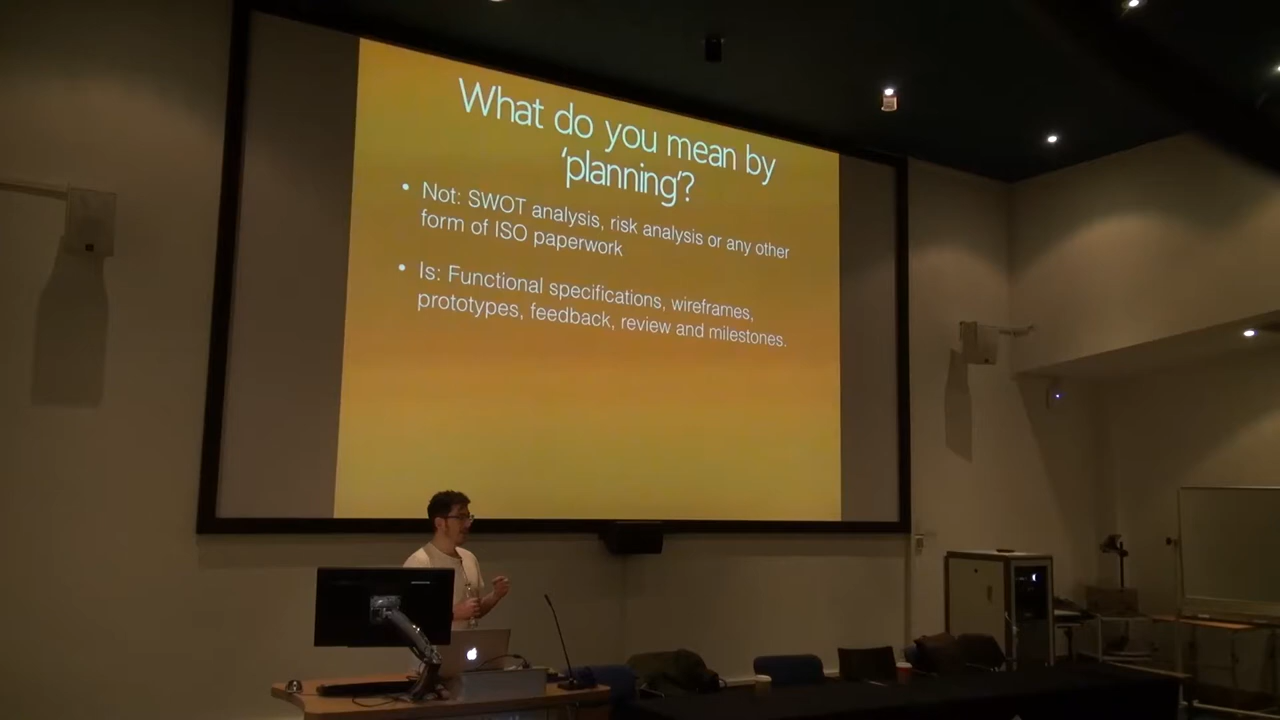 What do you mean by
‘planning’?
• Not: SWOT analysis, risk analysis or any other
form of ISO paperwork
• Is: Functional specifications, wireframes,
prototypes, feedback, review and milestones.